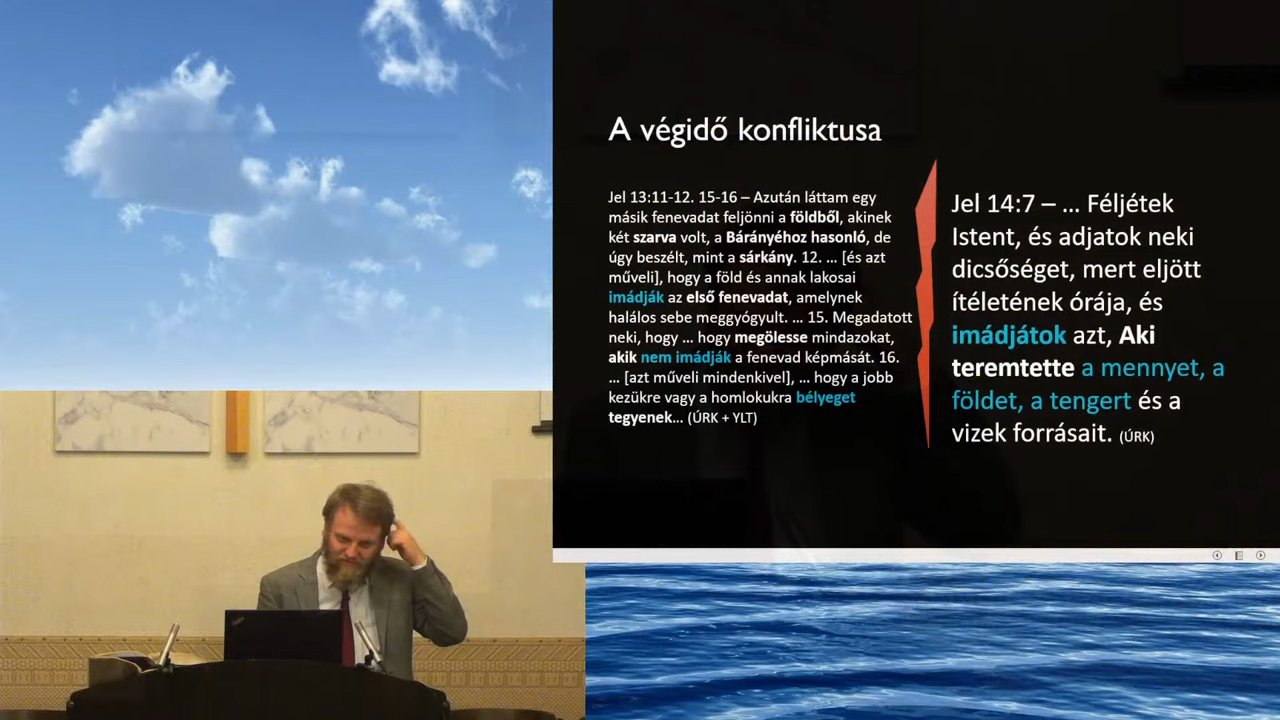 A végidő konfliktusa
Jel 13:11-12. 15-16 – Azután láttam egy
másik fenevadat feljönni a földből, akinek
két szarva volt, a Bárányéhoz hasonló, de
úgy beszélt, mint a sárkány. 12. ... [és azt
műveli], hogy a föld és annak lakosai
imádják az első fenevadat, amelynek
halálos sebe meggyógyult. ... 15. Megadatott
neki, hogy ... hogy megölesse mindazokat,
akik nem imádják a fenevad képmását. 16.
... [azt műveli mindenkivel], ... hogy a jobb
kezükre vagy a homlokukra bélyeget
tegyenek... (ÚRK + YLT)
Jel 14:7 – ... Féljétek
Istent, és adjatok neki
dicsőséget, mert eljött
ítéletének órája, és
imádjátok azt, Aki
teremtette a mennyet, a
földet, a tengert és a
vizek forrásait. (ÚRK)